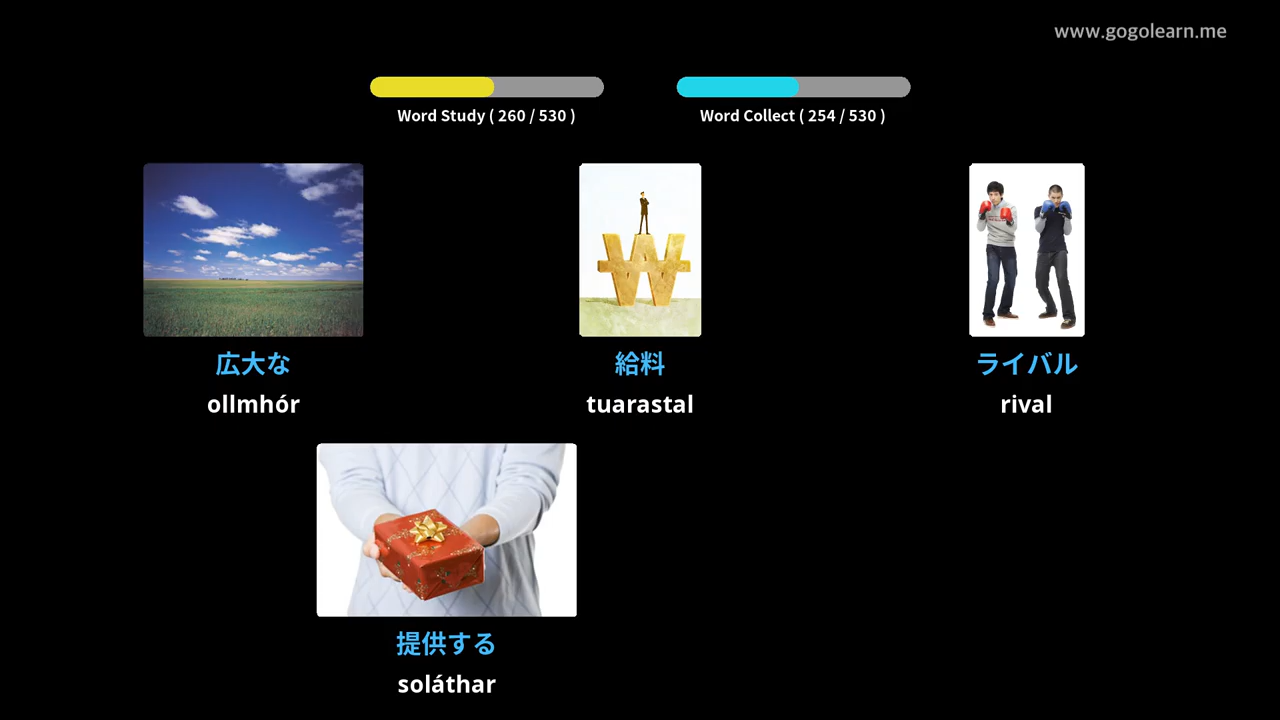 www.gogolearn.me
Word Study ( 260 / 530 )
Word Collect ( 254 / 530 )
広大な
ollmhór
給料
tuarastal
ライバル
rival
提供する
soláthar